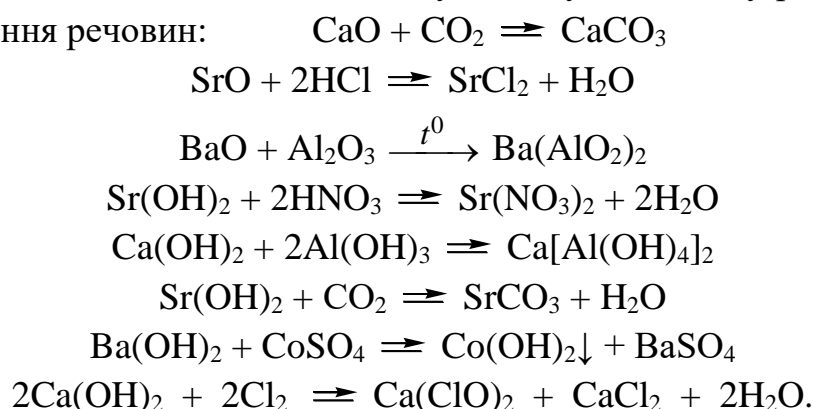 ння речовин: CaO + CO₂ ⇀ CaCO₃
SrO + 2HCl ⇀ SrCl₂ + H₂O
BaO + Al₂O₃ —t⁰→ Ba(AlO₂)₂
Sr(OH)₂ + 2HNO₃ ⇀ Sr(NO₃)₂ + 2H₂O
Ca(OH)₂ + 2Al(OH)₃ ⇀ Ca[Al(OH)₄]₂
Sr(OH)₂ + CO₂ ⇀ SrCO₃ + H₂O
Ba(OH)₂ + CoSO₄ ⇀ Co(OH)₂↓ + BaSO₄
2Ca(OH)₂ + 2Cl₂ ⇀ Ca(ClO)₂ + CaCl₂ + 2H₂O.